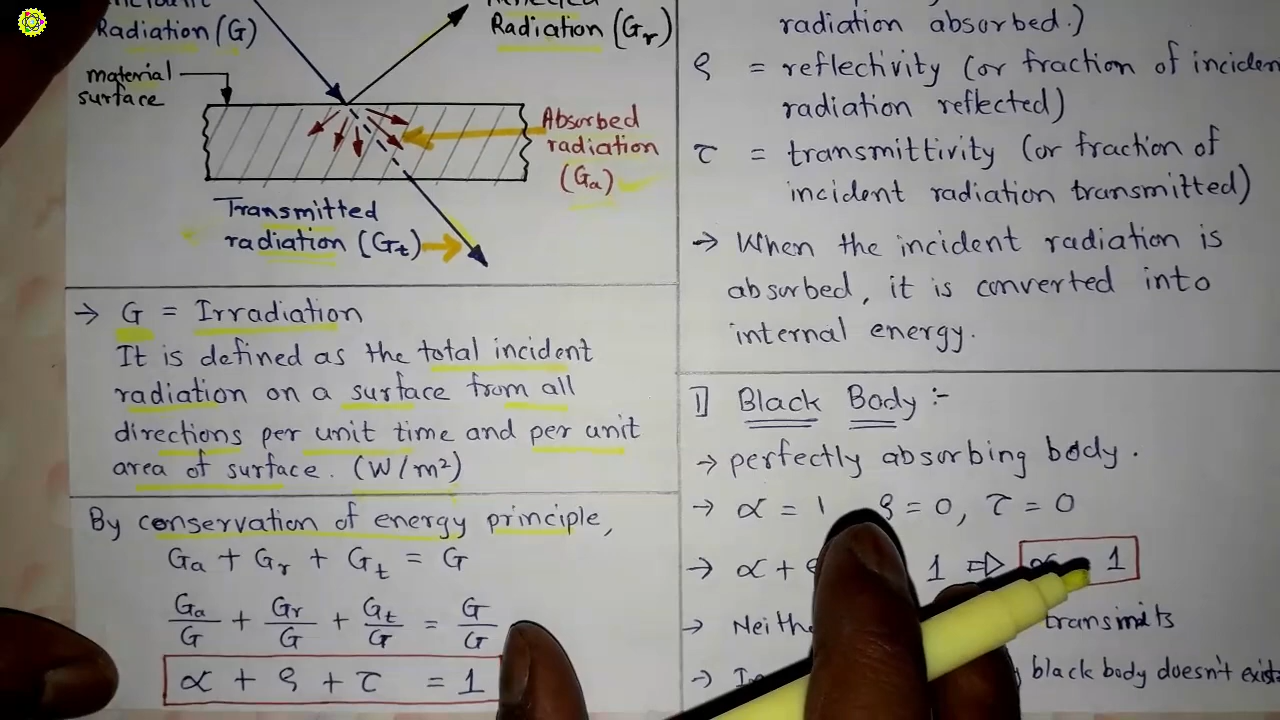 Radiation (G)
Radiation (Gr)
material
surface
Absorbed
radiation
(Ga)
Transmitted
radiation (Gt)
→ G = Irradiation
It is defined as the total incident
radiation on a surface from all
directions per unit time and per unit
area of surface. (W/m²)
By conservation of energy principle,
Ga + Gr + Gt = G
Ga/G + Gr/G + Gt/G = G/G
α + ρ + τ = 1
radiation absorbed.)
ρ = reflectivity (or fraction of inciden
radiation reflected)
τ = transmittivity (or fraction of
incident radiation transmitted)
→ When the incident radiation is
absorbed, it is converted into
internal energy.
1] Black Body :-
→ perfectly absorbing body.
→ α = 1 ρ = 0, τ = 0
→ α + 1 ⇒ 1
→ transmits
→ black body doesn't exist